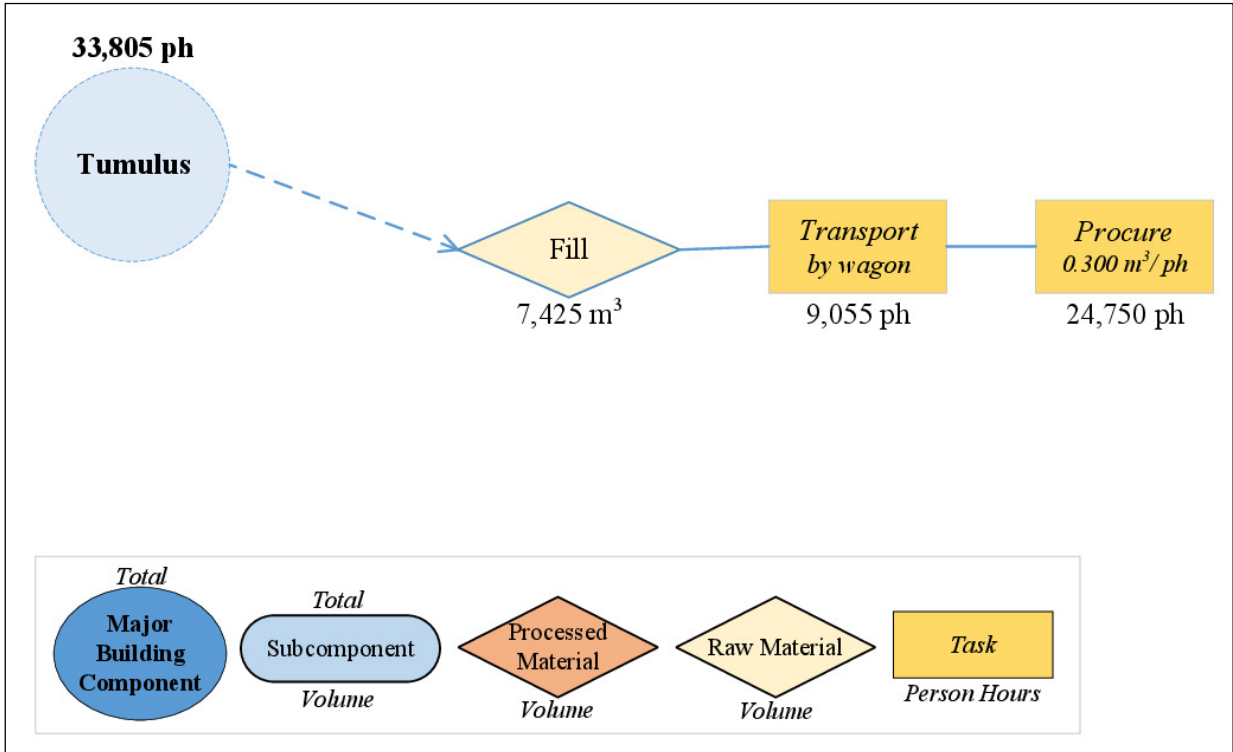 33,805 ph
Tumulus
Fill
7,425 m³
Transport
by wagon
9,055 ph
Procure
0.300 m³/ ph
24,750 ph
Total
Major
Building
Component
Total
Subcomponent
Volume
Processed
Material
Volume
Raw Material
Volume
Task
Person Hours